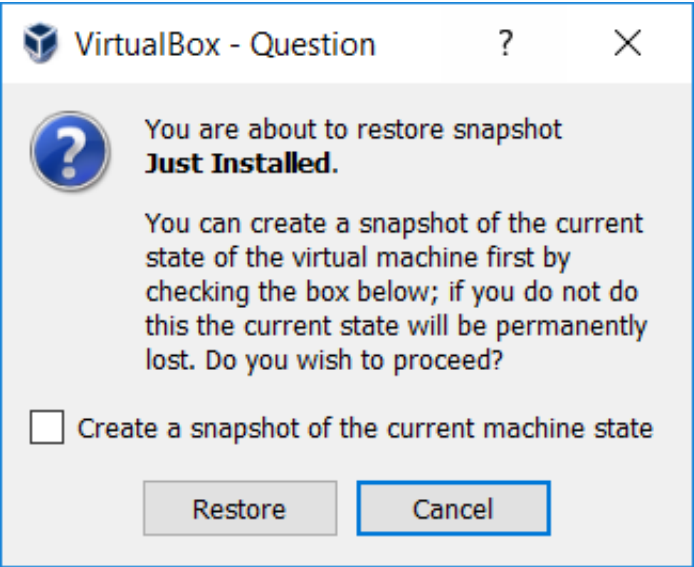 VirtualBox - Question ?
You are about to restore snapshot
Just Installed.
You can create a snapshot of the current
state of the virtual machine first by
checking the box below; if you do not do
this the current state will be permanently
lost. Do you wish to proceed?
Create a snapshot of the current machine state
Restore Cancel